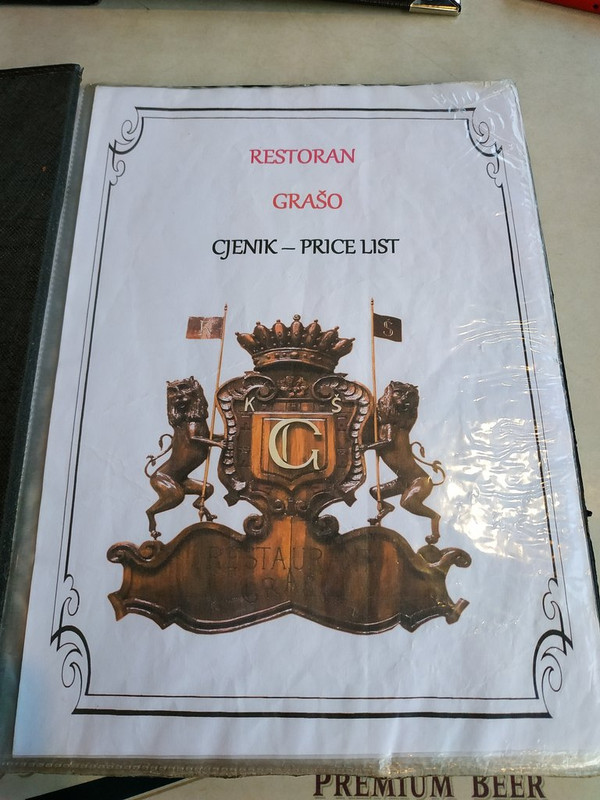 RESTORAN
GRAŠO
CJENIK – PRICE LIST
K
S
K
Š
G
PREMIUM BEER